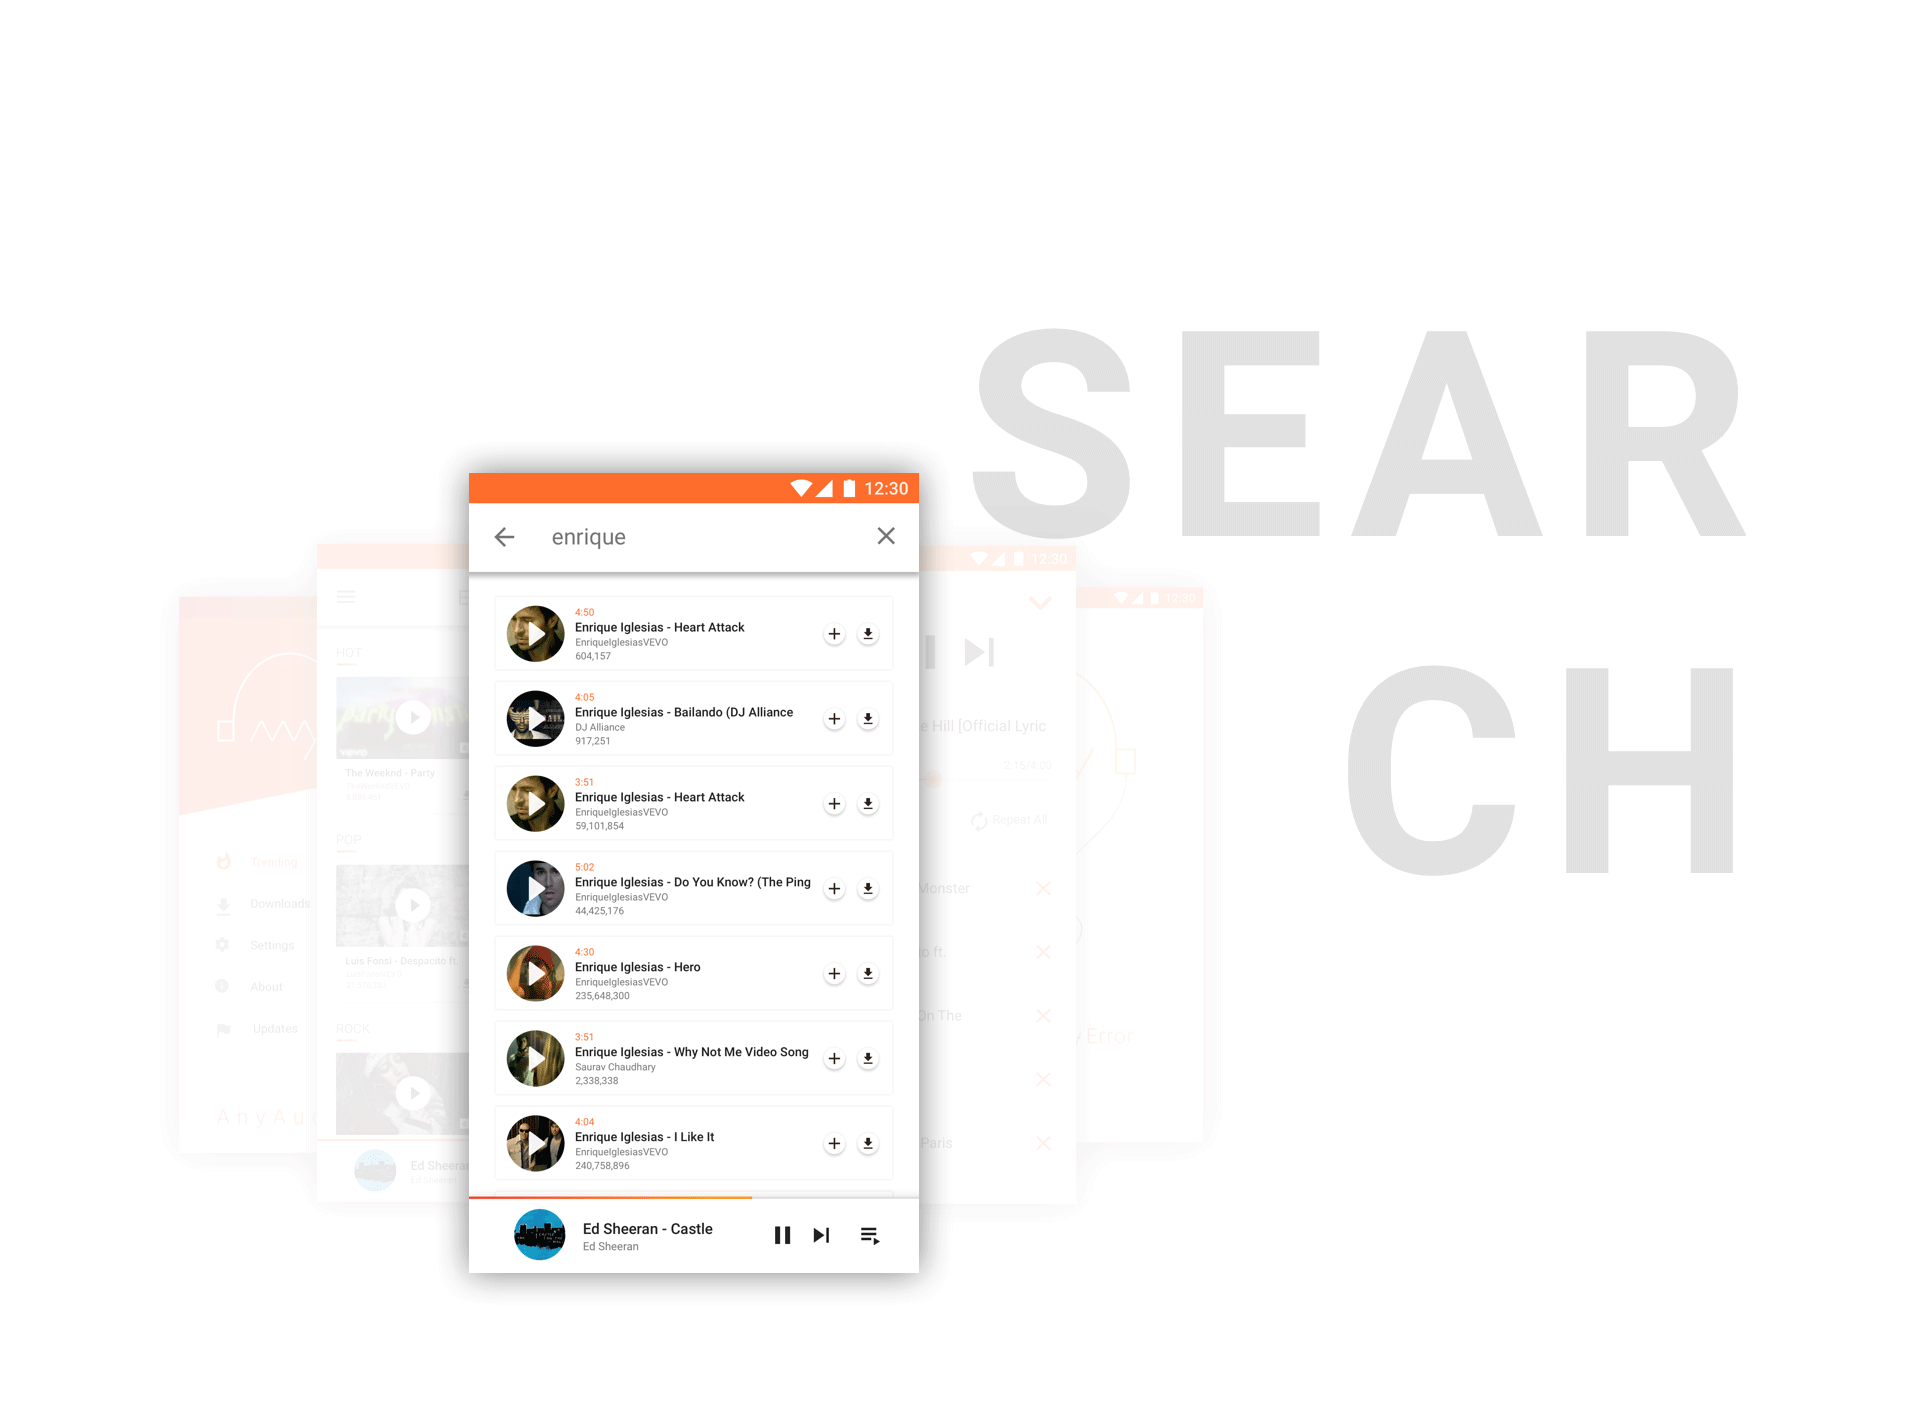 SEAR
CH
12:30
enrique
4:50
Enrique Iglesias - Heart Attack
EnriqueIglesiasVEVO
604,157
4:05
Enrique Iglesias - Bailando (DJ Alliance
DJ Alliance
917,251
3:51
Enrique Iglesias - Heart Attack
EnriqueIglesiasVEVO
59,101,854
5:02
Enrique Iglesias - Do You Know? (The Ping
EnriqueIglesiasVEVO
44,425,176
4:30
Enrique Iglesias - Hero
EnriqueIglesiasVEVO
235,648,300
3:51
Enrique Iglesias - Why Not Me Video Song
Saurav Chaudhary
2,338,338
4:04
Enrique Iglesias - I Like It
EnriqueIglesiasVEVO
240,758,896
Ed Sheeran - Castle
Ed Sheeran
Trending
Downloads
Settings
About
Updates
HOT
vevo
The Weeknd - Party
POP
Luis Fonsi - Despacito ft.
ROCK
Ed Sheeran
12:30
Hill [Official Lyric
2:15/4:00
Repeat All
Monster
ft.
On The
Paris
12:30
Error